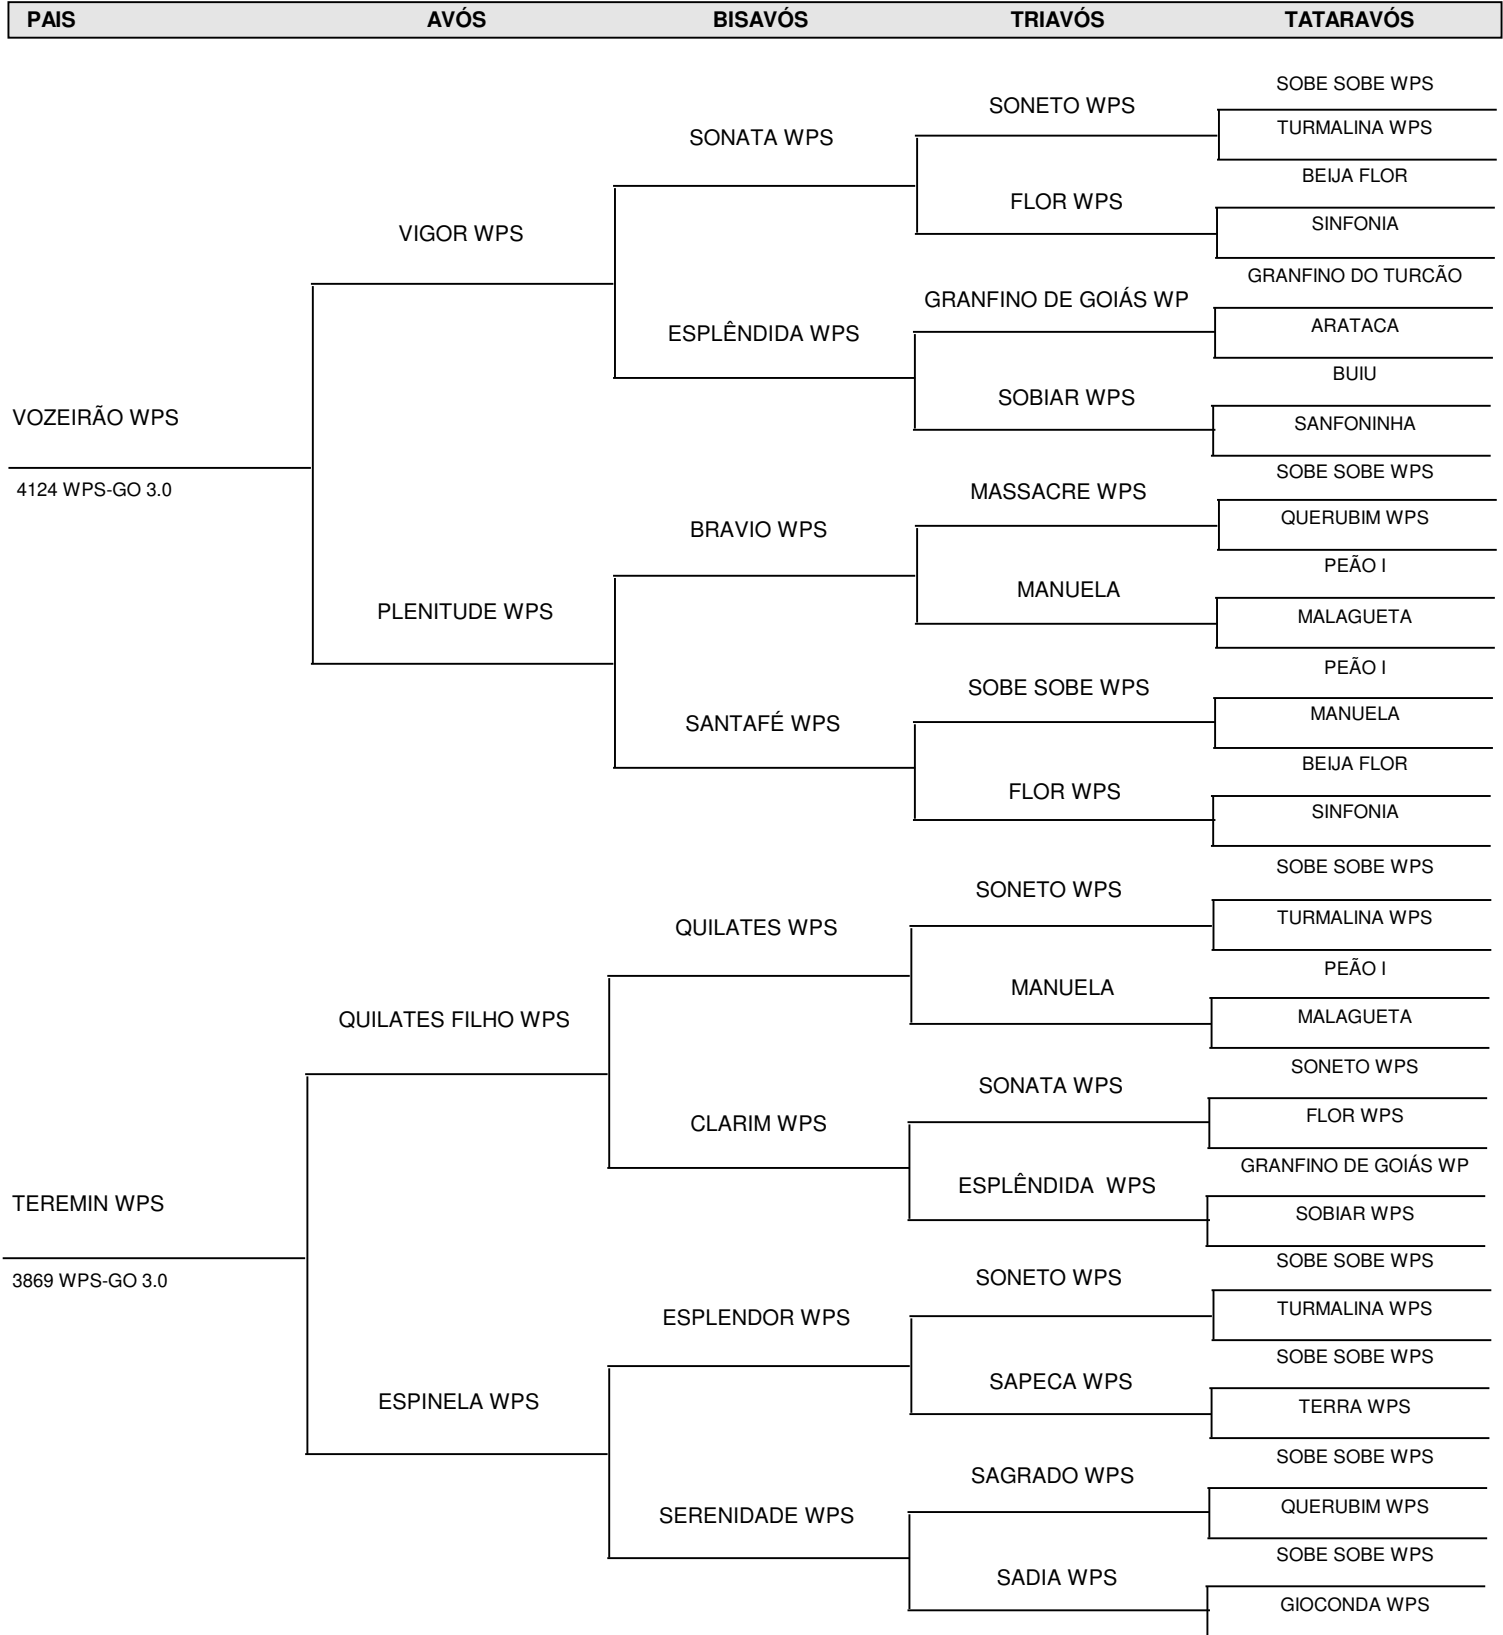 PAIS AVÓS BISAVÓS TRIAVÓS TATARAVÓS
SOBE SOBE WPS
SONETO WPS
TURMALINA WPS
SONATA WPS
BEIJA FLOR
FLOR WPS
SINFONIA
VIGOR WPS
GRANFINO DO TURCÃO
GRANFINO DE GOIÁS WP
ARATACA
ESPLÊNDIDA WPS
BUIU
SOBIAR WPS
SANFONINHA
VOZEIRÃO WPS
4124 WPS-GO 3.0
SOBE SOBE WPS
MASSACRE WPS
QUERUBIM WPS
BRAVIO WPS
PEÃO I
MANUELA
MALAGUETA
PLENITUDE WPS
PEÃO I
SOBE SOBE WPS
MANUELA
SANTAFÉ WPS
BEIJA FLOR
FLOR WPS
SINFONIA
SOBE SOBE WPS
SONETO WPS
TURMALINA WPS
QUILATES WPS
PEÃO I
MANUELA
MALAGUETA
QUILATES FILHO WPS
SONETO WPS
SONATA WPS
FLOR WPS
CLARIM WPS
GRANFINO DE GOIÁS WP
ESPLÊNDIDA WPS
SOBIAR WPS
TEREMIN WPS
3869 WPS-GO 3.0
SOBE SOBE WPS
SONETO WPS
TURMALINA WPS
ESPLENDOR WPS
SOBE SOBE WPS
SAPECA WPS
TERRA WPS
ESPINELA WPS
SOBE SOBE WPS
SAGRADO WPS
QUERUBIM WPS
SERENIDADE WPS
SOBE SOBE WPS
SADIA WPS
GIOCONDA WPS